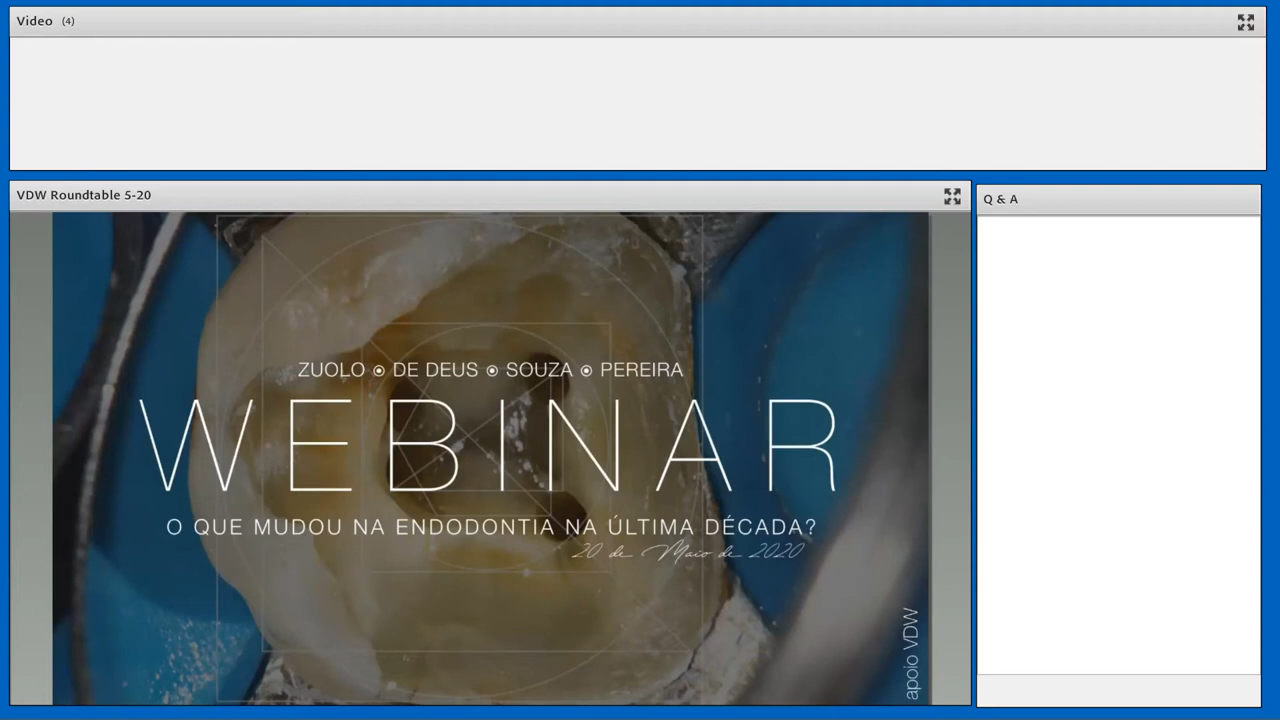 Video (4)
VDW Roundtable 5-20
Q & A
ZUOLO ⦿ DE DEUS ⦿ SOUZA ⦿ PEREIRA
WEBINAR
O QUE MUDOU NA ENDODONTIA NA ÚLTIMA DÉCADA?
20 de Maio de 2020
apoio VDW